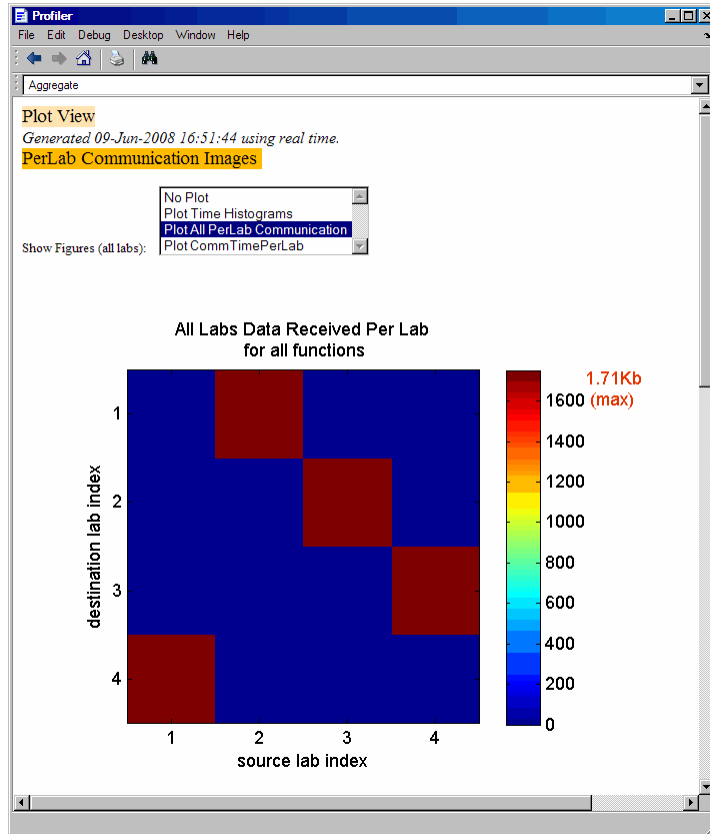 Profiler
File Edit Debug Desktop Window Help
Aggregate
Plot View
Generated 09-Jun-2008 16:51:44 using real time.
PerLab Communication Images
No Plot
Plot Time Histograms
Plot All PerLab Communication
Show Figures (all labs): Plot CommTimePerLab
All Labs Data Received Per Lab
for all functions
1.71Kb
(max)
1600
1400
1200
1000
800
600
400
200
0
destination lab index
1
2
3
4
1 2 3 4
source lab index